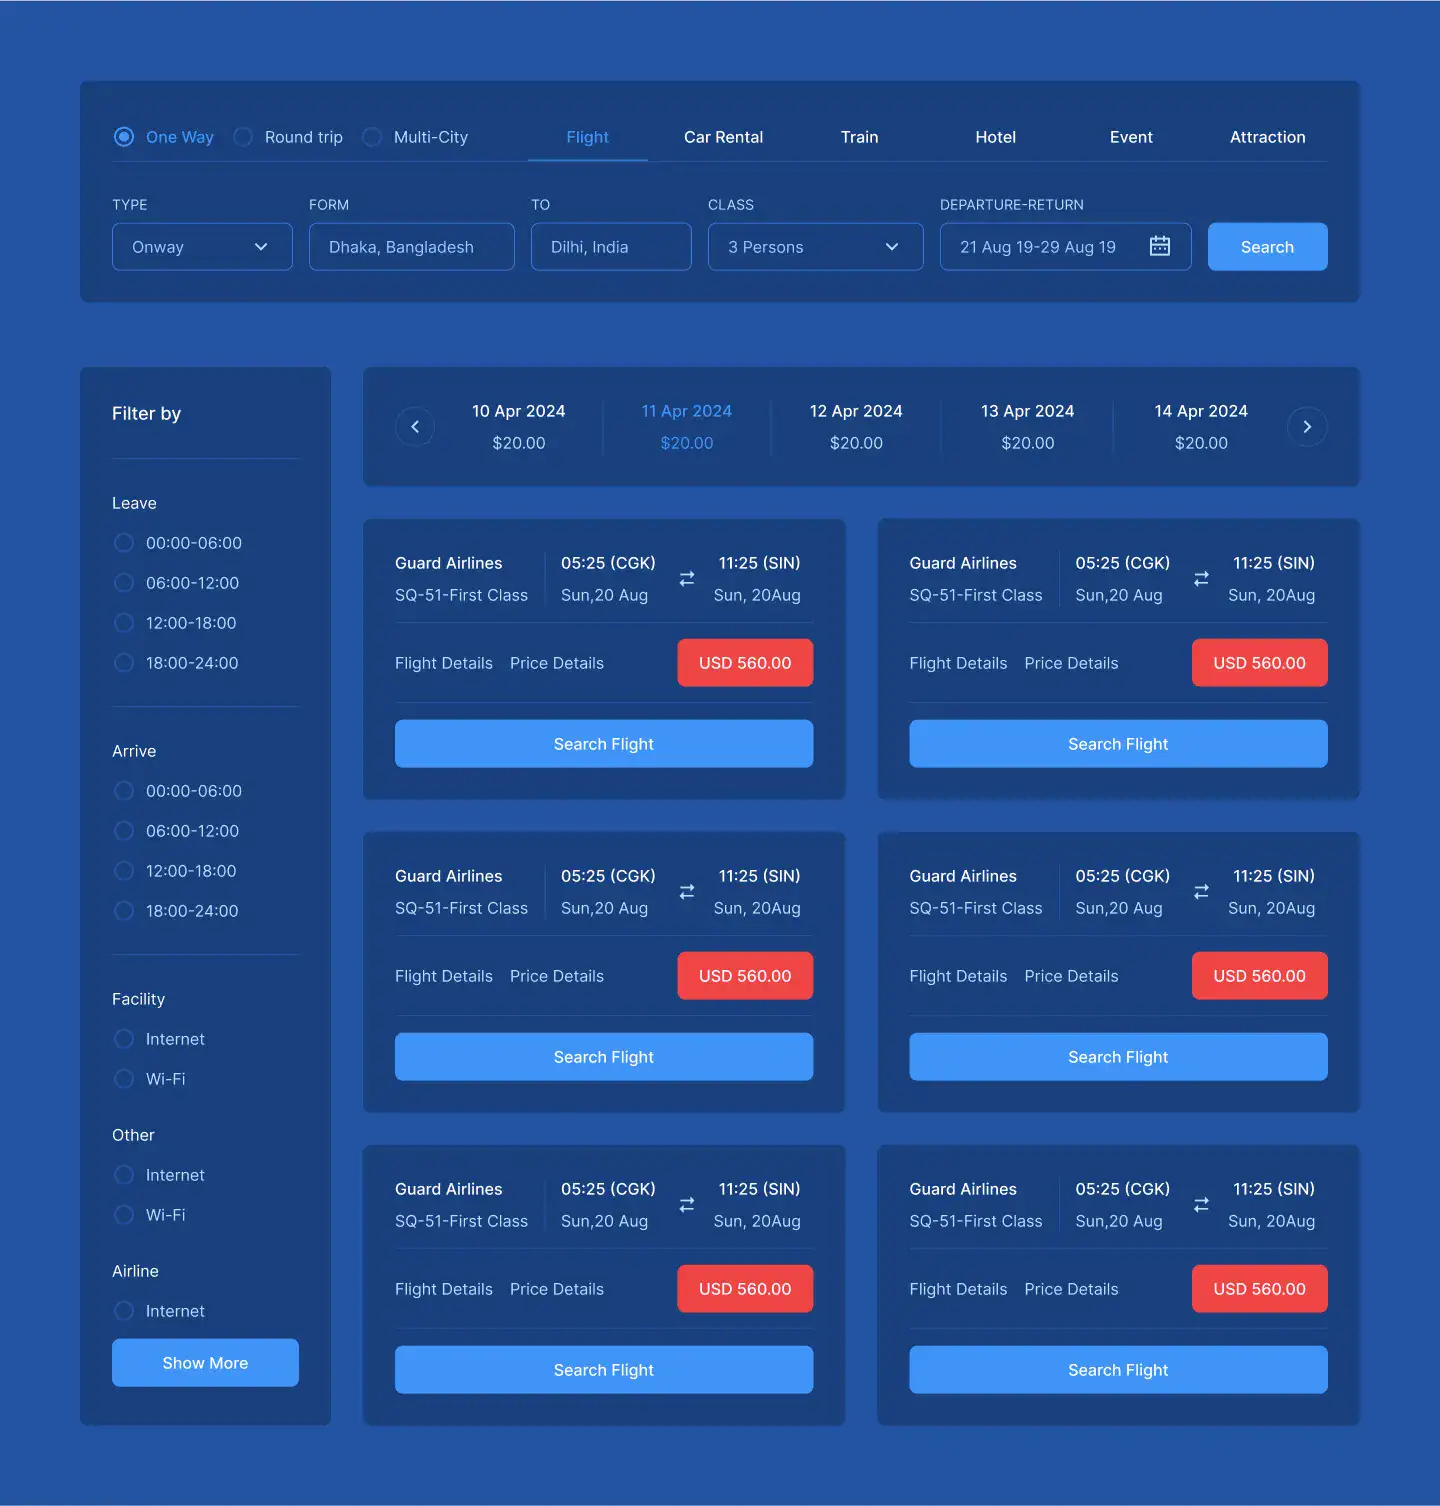 One Way Round trip Multi-City Flight Car Rental Train Hotel Event Attraction
TYPE FORM TO CLASS DEPARTURE-RETURN
Onway Dhaka, Bangladesh Dilhi, India 3 Persons 21 Aug 19-29 Aug 19 Search
Filter by
Leave
00:00-06:00
06:00-12:00
12:00-18:00
18:00-24:00
Arrive
00:00-06:00
06:00-12:00
12:00-18:00
18:00-24:00
Facility
Internet
Wi-Fi
Other
Internet
Wi-Fi
Airline
Internet
Show More
10 Apr 2024 11 Apr 2024 12 Apr 2024 13 Apr 2024 14 Apr 2024
$20.00 $20.00 $20.00 $20.00 $20.00
Guard Airlines 05:25 (CGK) 11:25 (SIN)
SQ-51-First Class Sun,20 Aug Sun, 20Aug
Flight Details Price Details USD 560.00
Search Flight
Guard Airlines 05:25 (CGK) 11:25 (SIN)
SQ-51-First Class Sun,20 Aug Sun, 20Aug
Flight Details Price Details USD 560.00
Search Flight
Guard Airlines 05:25 (CGK) 11:25 (SIN)
SQ-51-First Class Sun,20 Aug Sun, 20Aug
Flight Details Price Details USD 560.00
Search Flight
Guard Airlines 05:25 (CGK) 11:25 (SIN)
SQ-51-First Class Sun,20 Aug Sun, 20Aug
Flight Details Price Details USD 560.00
Search Flight
Guard Airlines 05:25 (CGK) 11:25 (SIN)
SQ-51-First Class Sun,20 Aug Sun, 20Aug
Flight Details Price Details USD 560.00
Search Flight
Guard Airlines 05:25 (CGK) 11:25 (SIN)
SQ-51-First Class Sun,20 Aug Sun, 20Aug
Flight Details Price Details USD 560.00
Search Flight